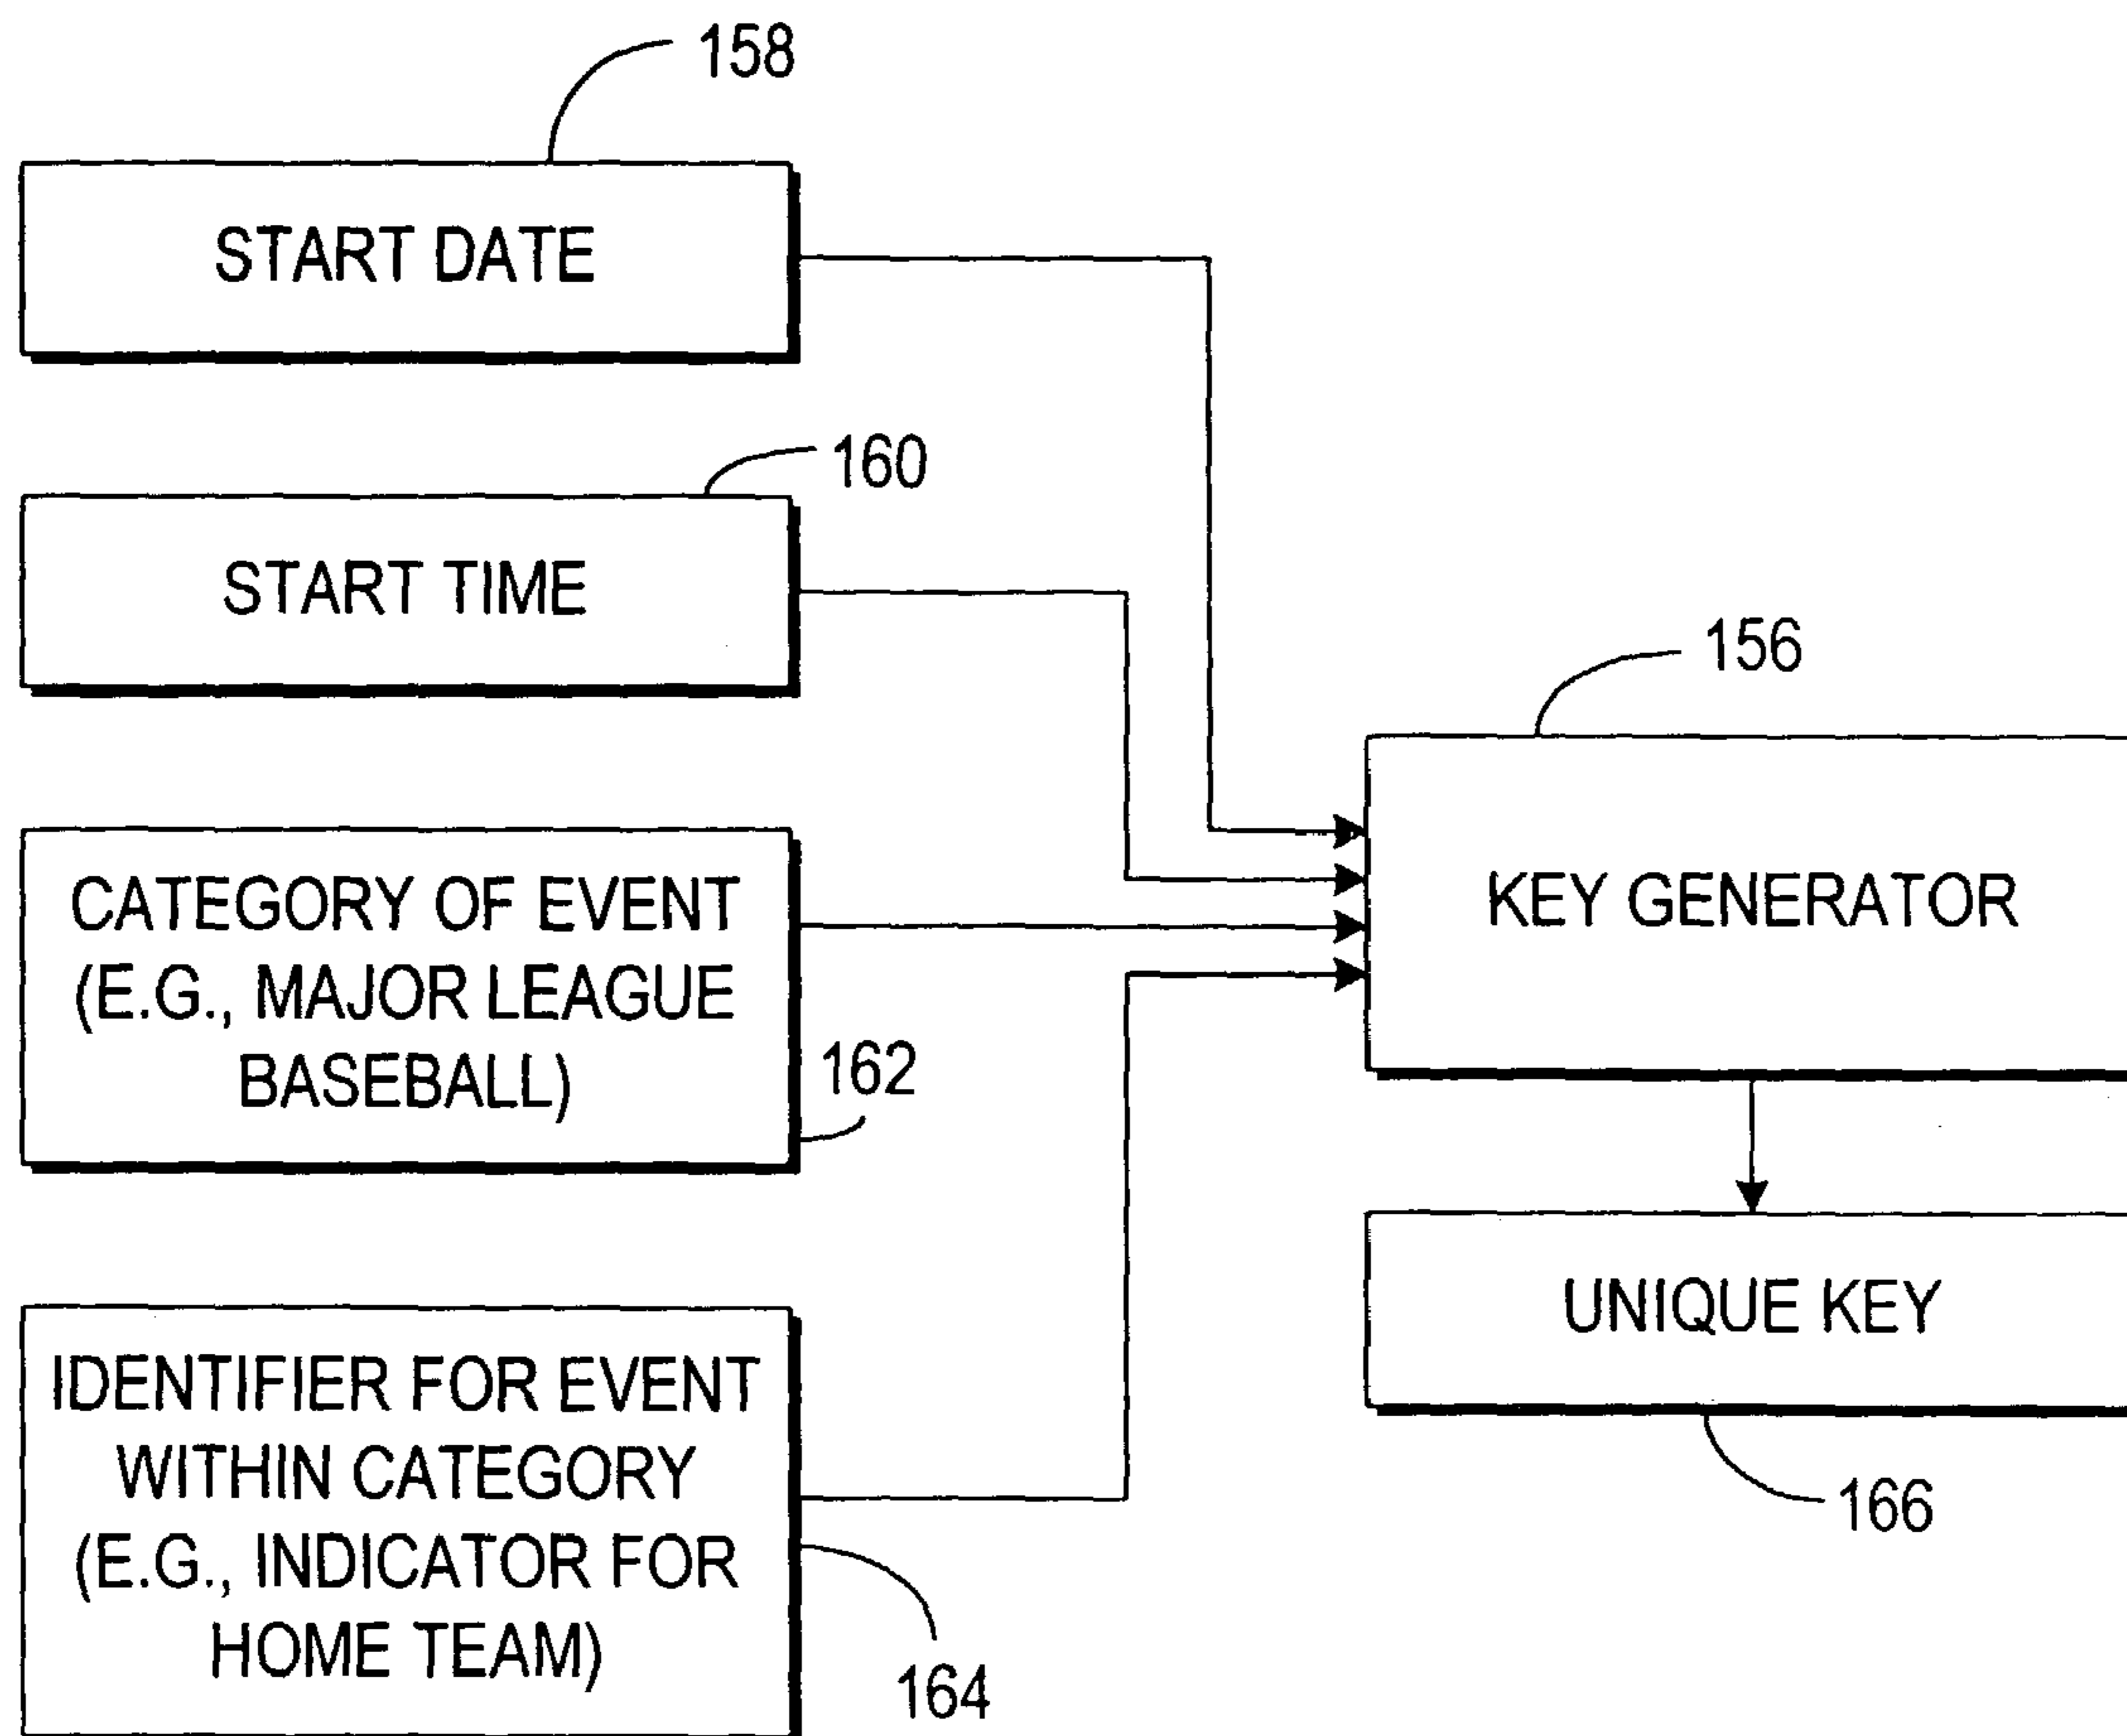 158
START DATE
160
START TIME
156
CATEGORY OF EVENT
(E.G., MAJOR LEAGUE
BASEBALL)
162
KEY GENERATOR
UNIQUE KEY
166
IDENTIFIER FOR EVENT
WITHIN CATEGORY
(E.G., INDICATOR FOR
HOME TEAM)
164